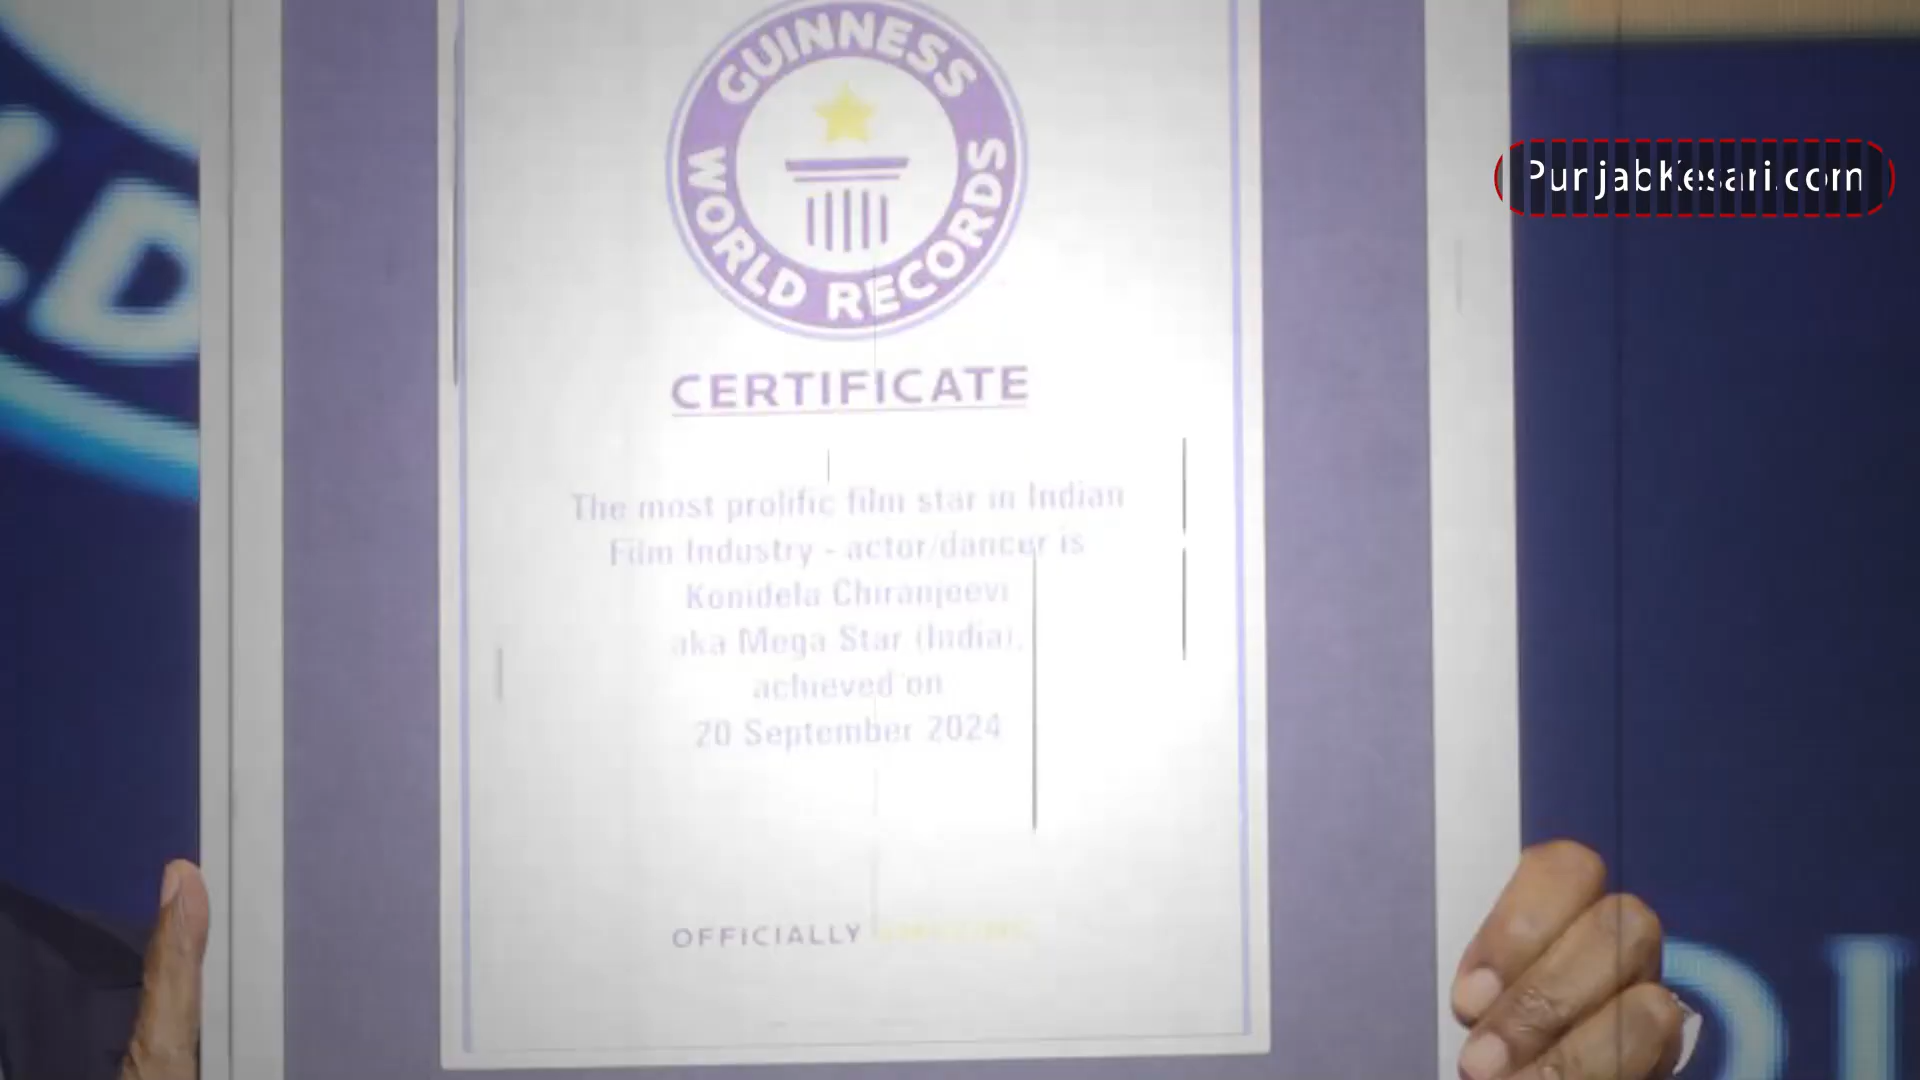 GUINNESS
WORLD RECORDS
PunjabKesari.com
CERTIFICATE
The most prolific film star in Indian
Film Industry - actor/dancer is
Konidela Chiranjeevi
aka Mega Star (India),
achieved on
20 September 2024
OFFICIALLY